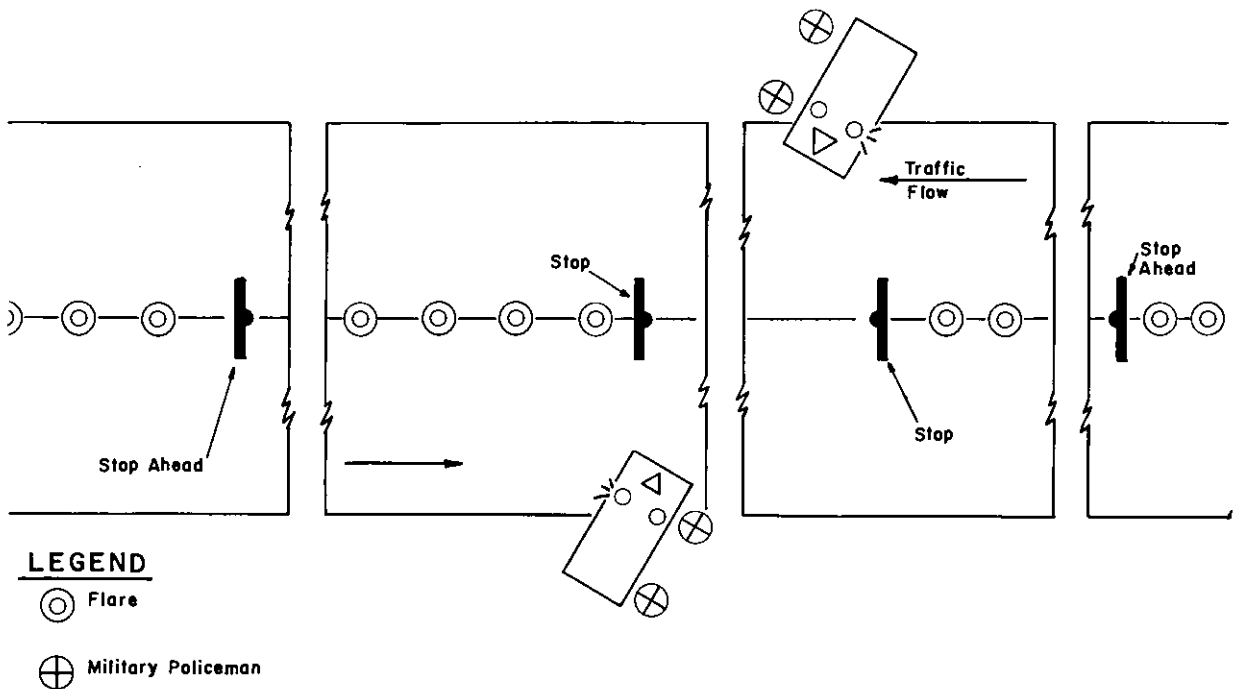 Traffic
Flow
Stop
Stop
Ahead
Stop
Stop Ahead
LEGEND
Flare
Military Policeman